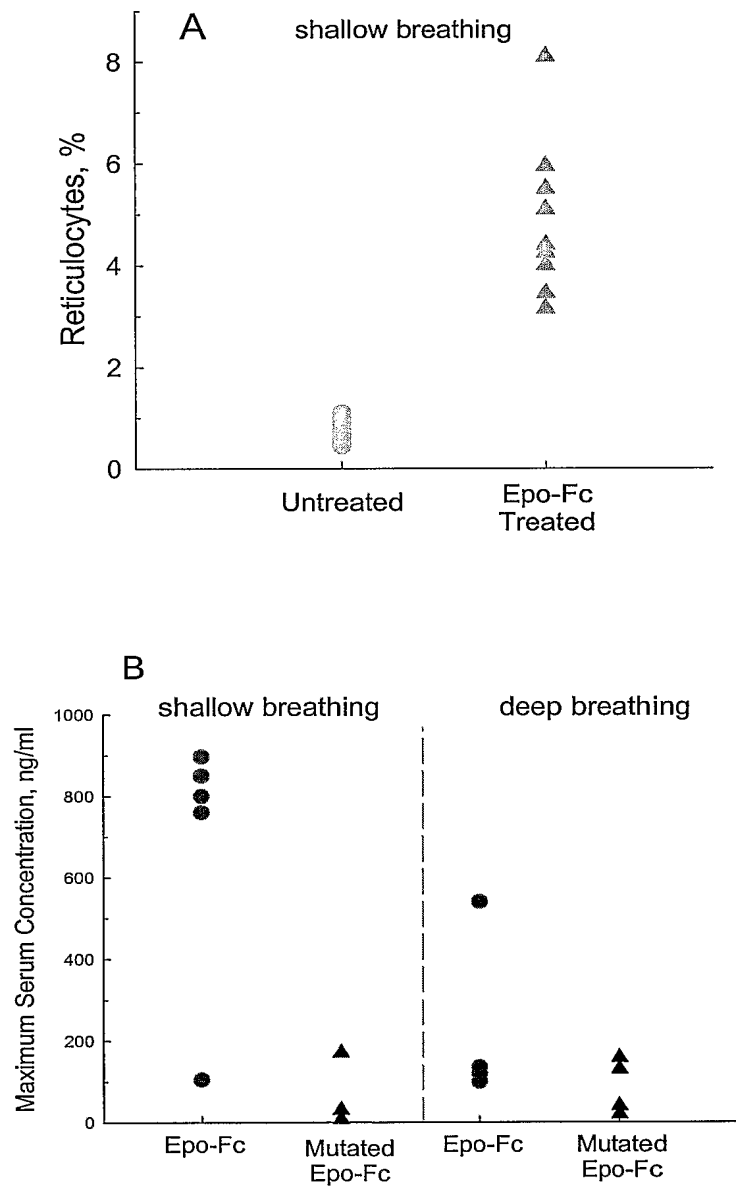 A
shallow breathing
Reticulocytes, %
8
6
4
2
0
Untreated
Epo-Fc
Treated
B
shallow breathing
deep breathing
Maximum Serum Concentration, ng/ml
1000
800
600
400
200
0
Epo-Fc
Mutated
Epo-Fc
Epo-Fc
Mutated
Epo-Fc